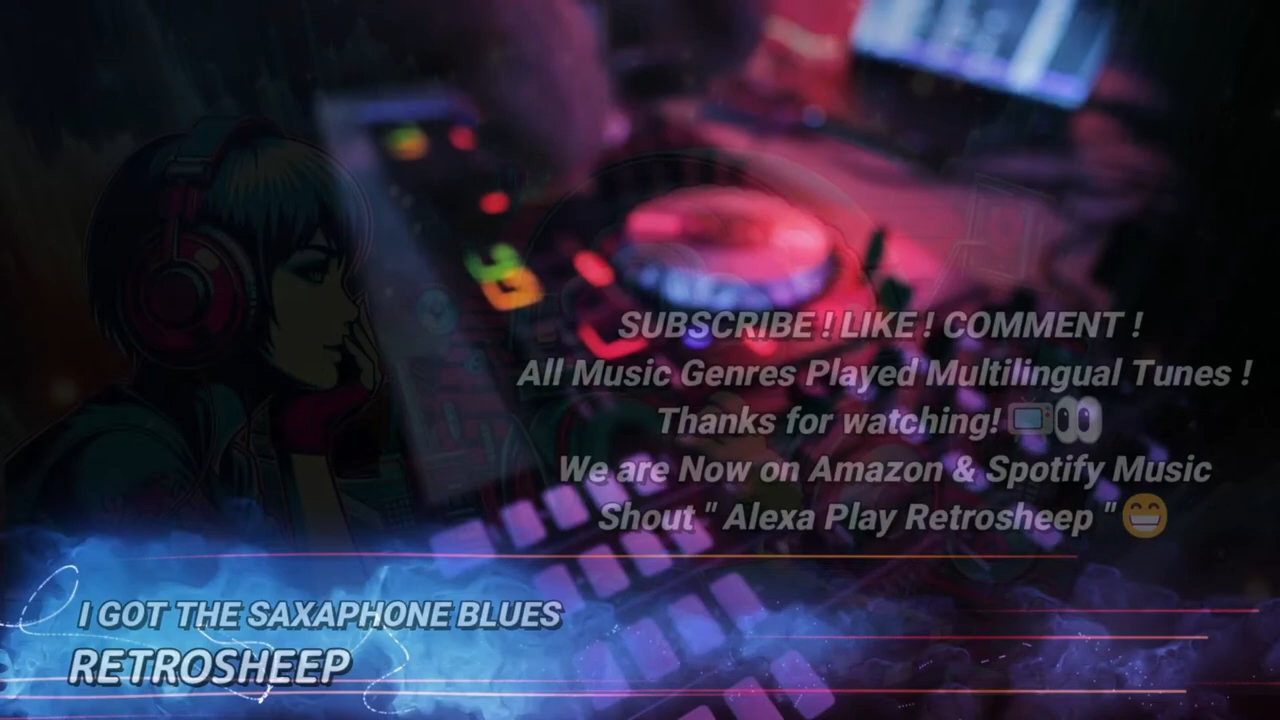 SUBSCRIBE ! LIKE ! COMMENT !
All Music Genres Played Multilingual Tunes !
Thanks for watching! 📺👀
We are Now on Amazon & Spotify Music
Shout " Alexa Play Retrosheep " 😁
I GOT THE SAXAPHONE BLUES
RETROSHEEP